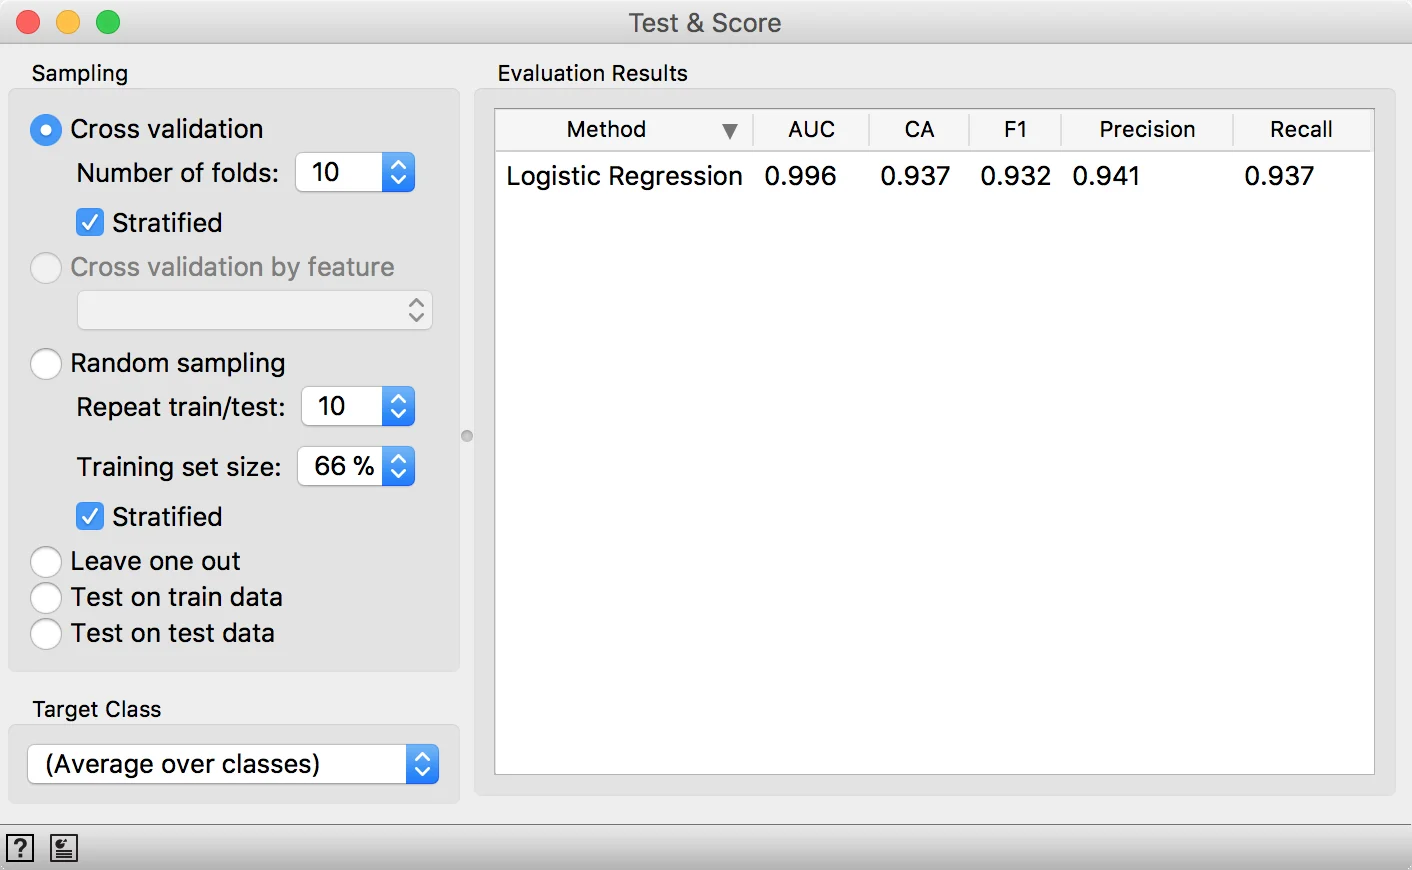 Test & Score
Sampling
Cross validation
Number of folds: 10
Stratified
Cross validation by feature
Random sampling
Repeat train/test: 10
Training set size: 66 %
Stratified
Leave one out
Test on train data
Test on test data
Target Class
(Average over classes)
Evaluation Results
Method AUC CA F1 Precision Recall
Logistic Regression 0.996 0.937 0.932 0.941 0.937
?